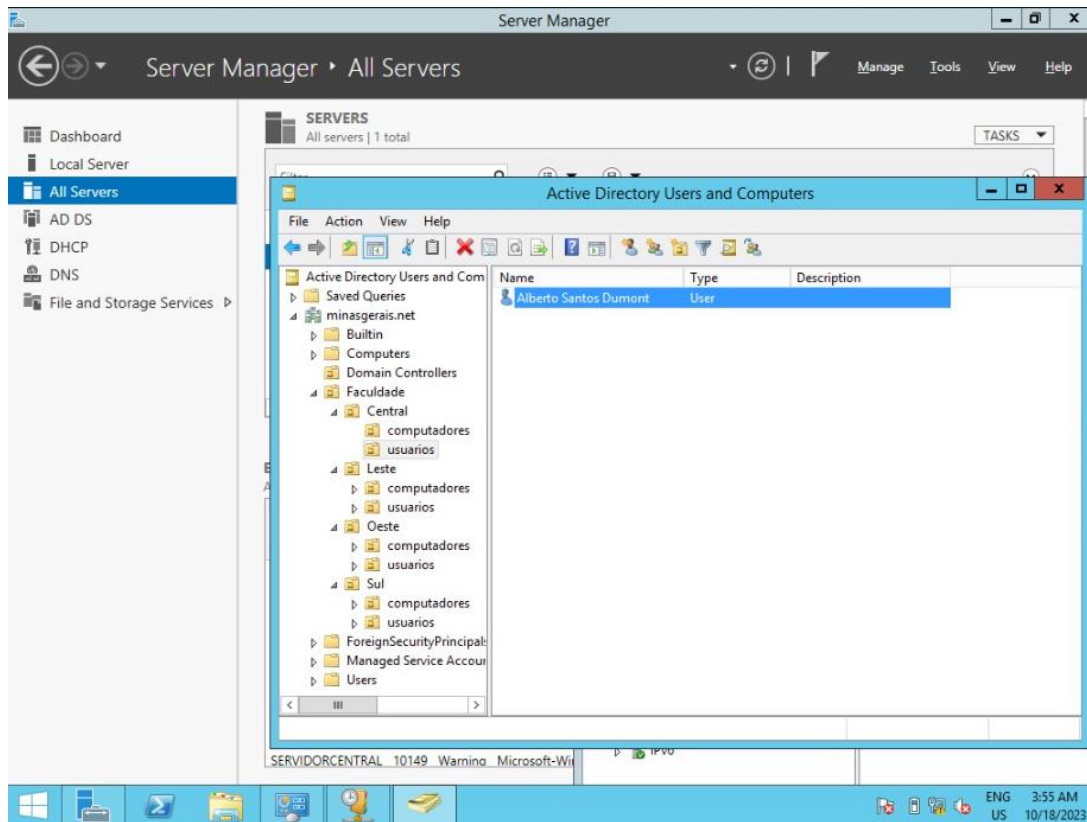 Server Manager
Server Manager • All Servers
Manage Tools View Help
Dashboard
Local Server
All Servers
AD DS
DHCP
DNS
File and Storage Services
SERVERS
All servers | 1 total
TASKS
Filter
Active Directory Users and Computers
File Action View Help
Active Directory Users and Com
Saved Queries
minasgerais.net
Builtin
Computers
Domain Controllers
Faculdade
Central
computadores
usuarios
Leste
computadores
usuarios
Oeste
computadores
usuarios
Sul
computadores
usuarios
ForeignSecurityPrincipals
Managed Service Accoun
Users
Name Type Description
Alberto Santos Dumont User
SERVIDORCENTRAL 10149 Warning Microsoft-Wi
IPv6
ENG 3:55 AM
US 10/18/2023